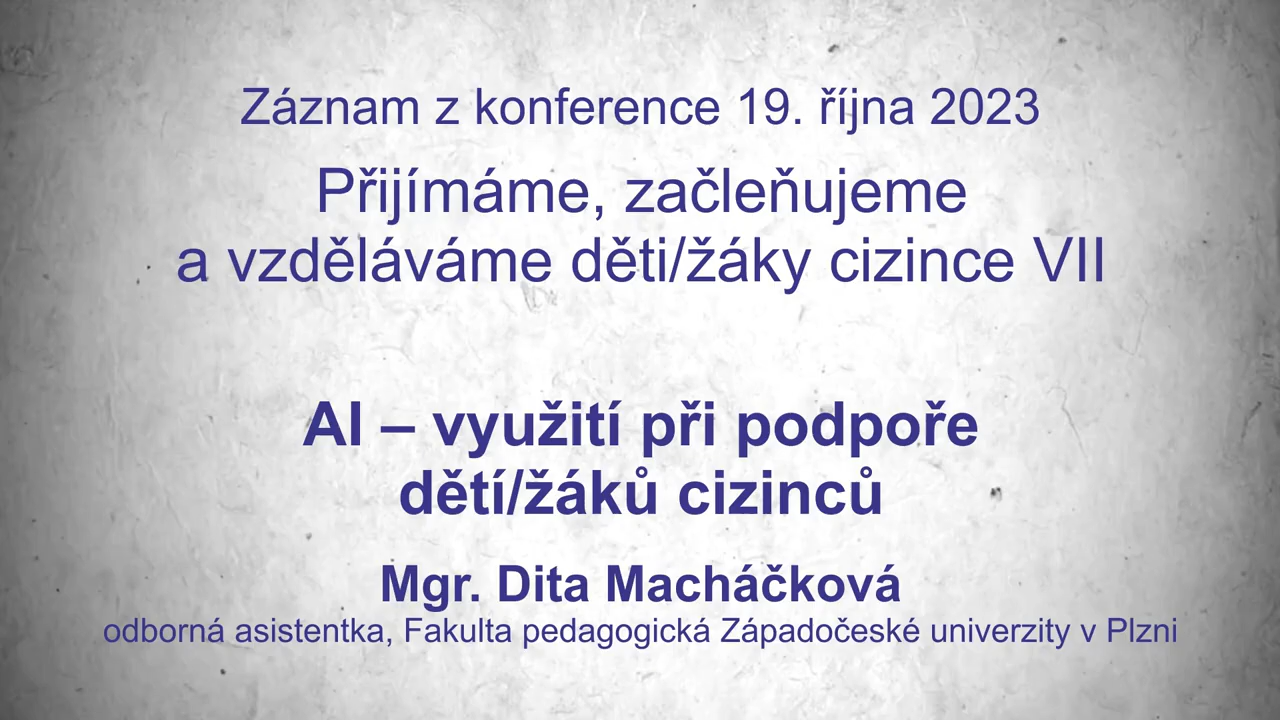 Záznam z konference 19. října 2023
Přijímáme, začleňujeme
a vzděláváme děti/žáky cizince VII
AI – využití při podpoře
dětí/žáků cizinců
Mgr. Dita Macháčková
odborná asistentka, Fakulta pedagogická Západočeské univerzity v Plzni